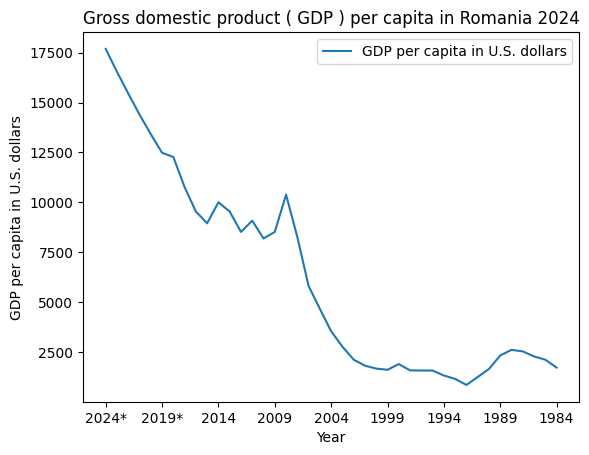 Gross domestic product ( GDP ) per capita in Romania 2024
GDP per capita in U.S. dollars
GDP per capita in U.S. dollars
17500
15000
12500
10000
7500
5000
2500
2024* 2019* 2014 2009 2004 1999 1994 1989 1984
Year